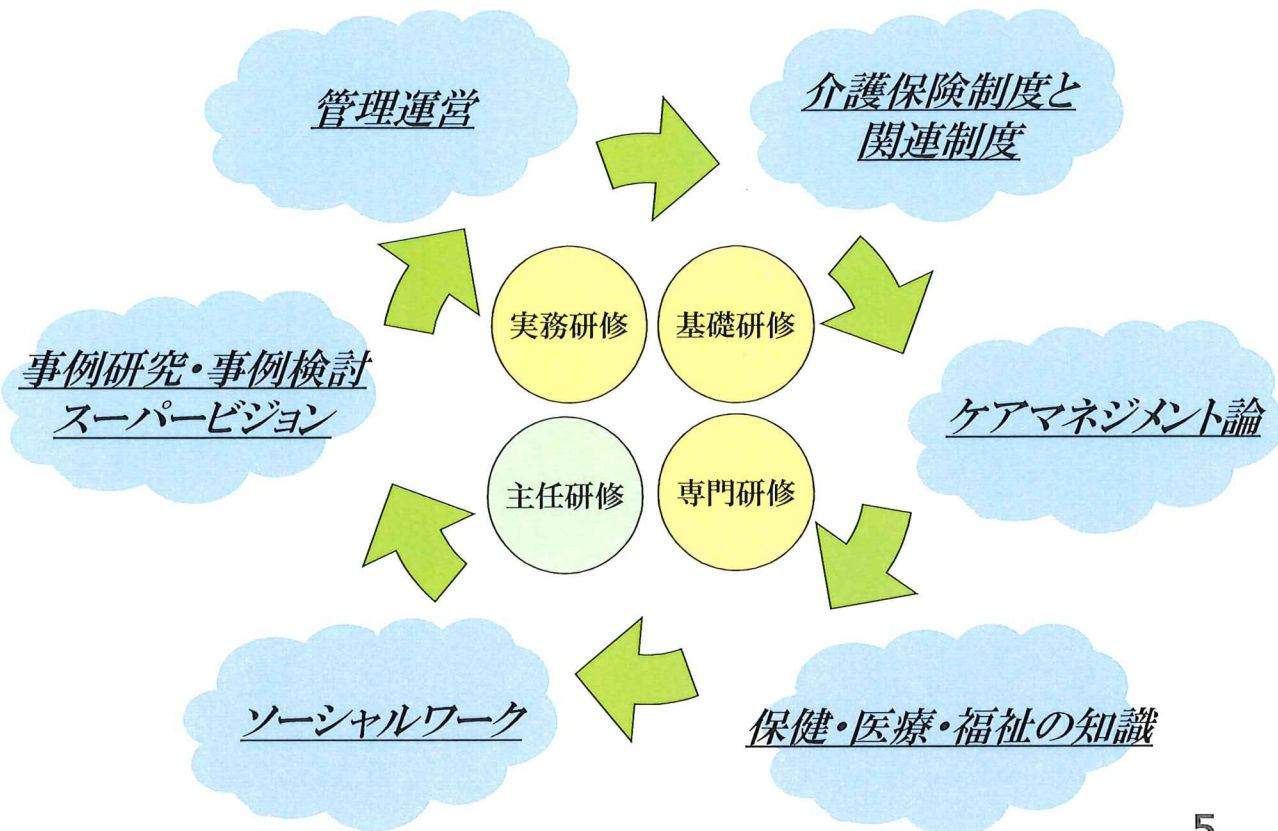 管理運営
介護保険制度と
関連制度
実務研修
基礎研修
事例研究・事例検討
スーパービジョン
ケアマネジメント論
主任研修
専門研修
ソーシャルワーク
保健・医療・福祉の知識
5